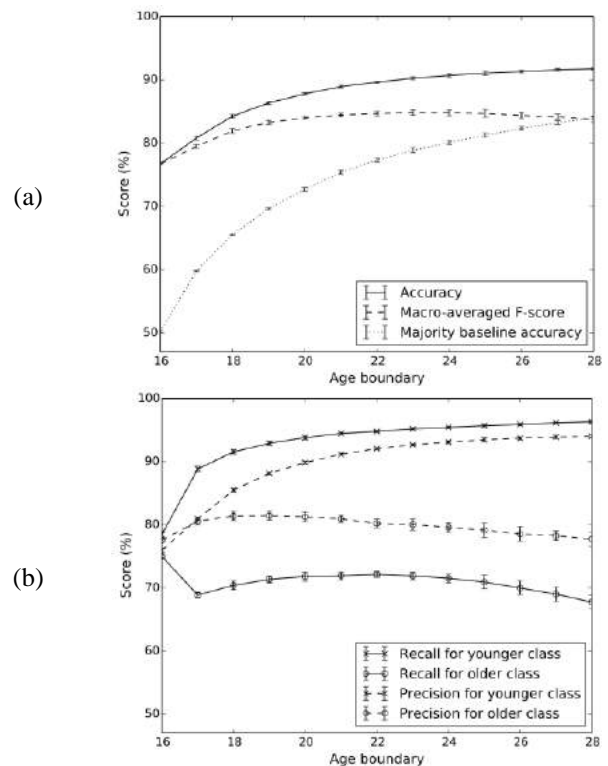 (a)
100
90
80
70
60
50
Score (%)
Accuracy
Macro-averaged F-score
Majority baseline accuracy
16 18 20 22 24 26 28
Age boundary
(b)
100
90
80
70
60
50
Score (%)
Recall for younger class
Recall for older class
Precision for younger class
Precision for older class
16 18 20 22 24 26 28
Age boundary